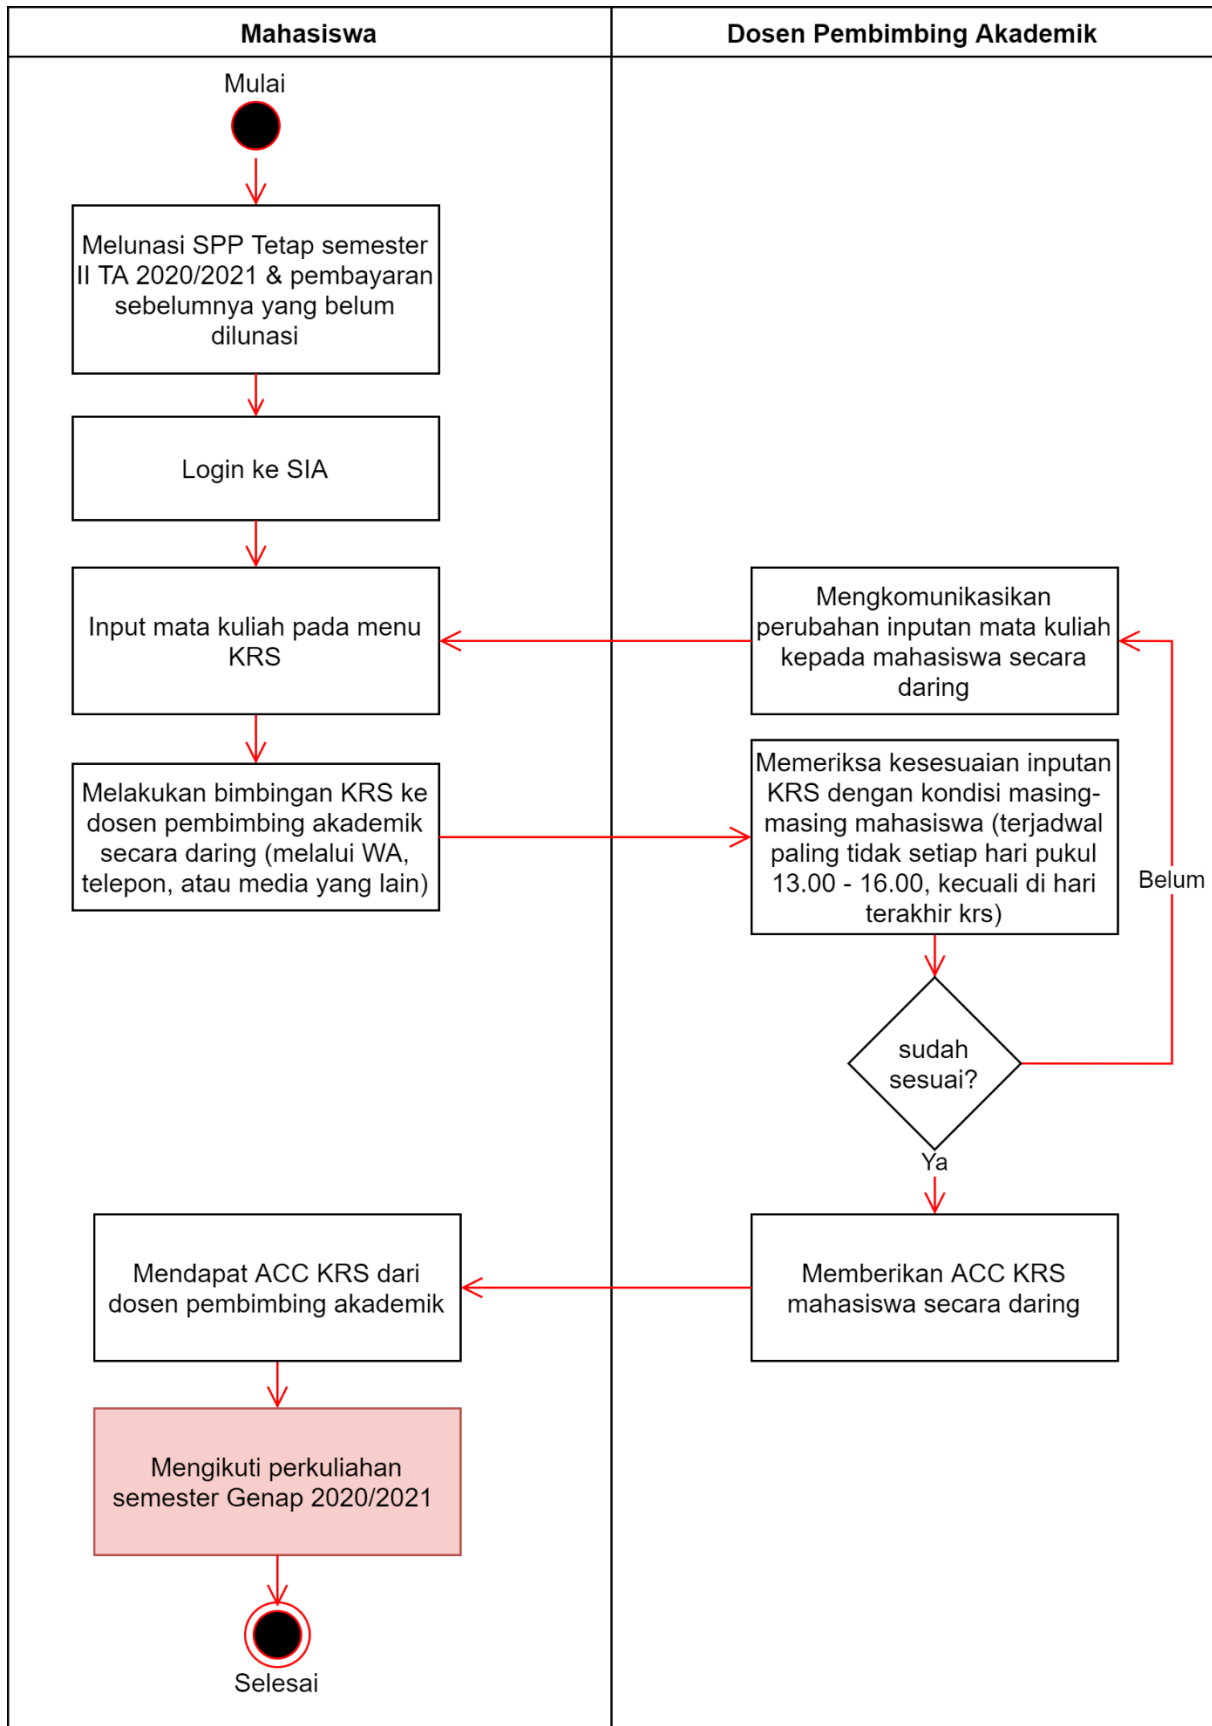 Mahasiswa
Dosen Pembimbing Akademik
Mulai
Melunasi SPP Tetap semester
II TA 2020/2021 & pembayaran
sebelumnya yang belum
dilunasi
Login ke SIA
Input mata kuliah pada menu
KRS
Mengkomunikasikan
perubahan inputan mata kuliah
kepada mahasiswa secara
daring
Melakukan bimbingan KRS ke
dosen pembimbing akademik
secara daring (melalui WA,
telepon, atau media yang lain)
Memeriksa kesesuaian inputan
KRS dengan kondisi masing-
masing mahasiswa (terjadwal
paling tidak setiap hari pukul
13.00 - 16.00, kecuali di hari
terakhir krs)
Belum
sudah
sesuai?
Ya
Mendapat ACC KRS dari
dosen pembimbing akademik
Memberikan ACC KRS
mahasiswa secara daring
Mengikuti perkuliahan
semester Genap 2020/2021
Selesai